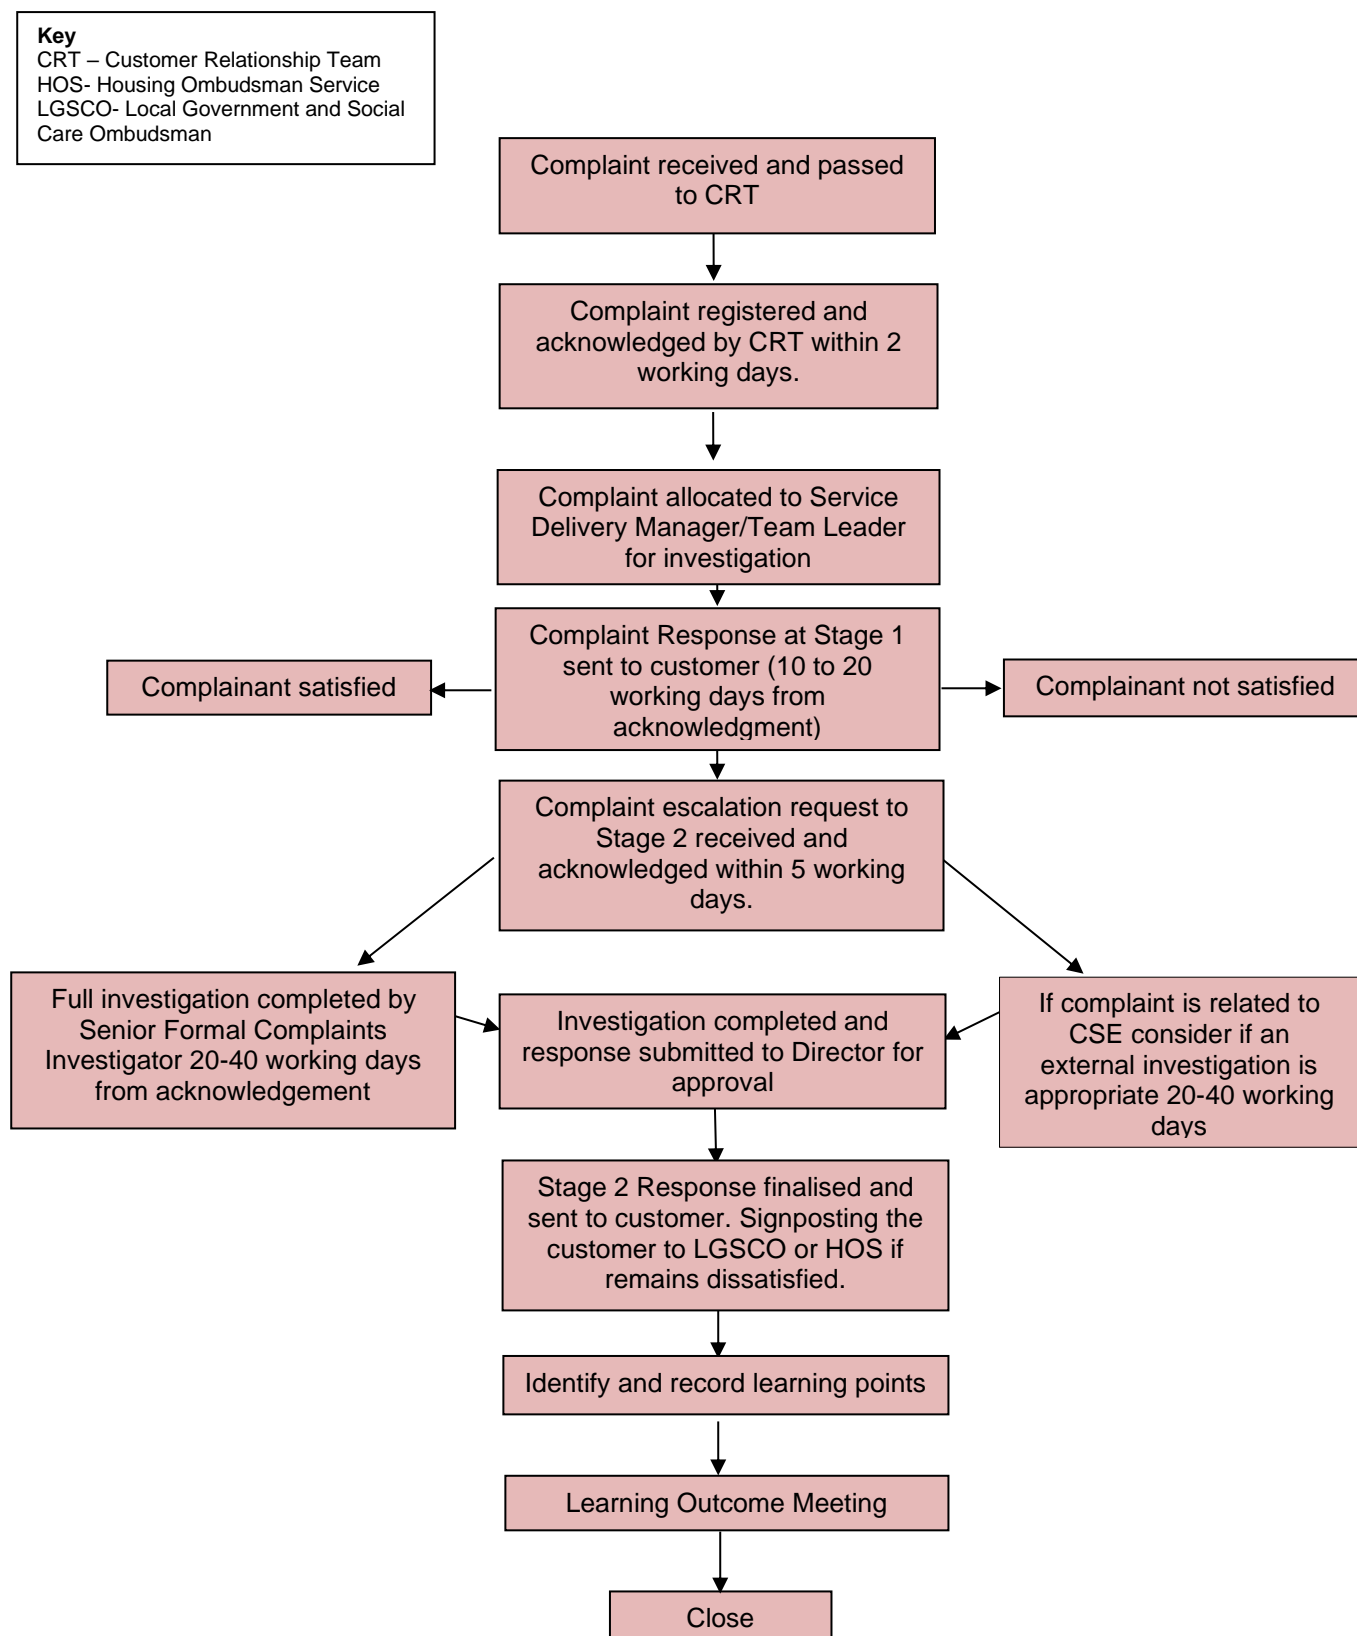 Key
CRT – Customer Relationship Team
HOS- Housing Ombudsman Service
LGSCO- Local Government and Social
Care Ombudsman
Complaint received and passed
to CRT
Complaint registered and
acknowledged by CRT within 2
working days.
Complaint allocated to Service
Delivery Manager/Team Leader
for investigation
Complaint Response at Stage 1
sent to customer (10 to 20
working days from
acknowledgment)
Complainant satisfied
Complainant not satisfied
Complaint escalation request to
Stage 2 received and
acknowledged within 5 working
days.
Full investigation completed by
Senior Formal Complaints
Investigator 20-40 working days
from acknowledgement
Investigation completed and
response submitted to Director for
approval
If complaint is related to
CSE consider if an
external investigation is
appropriate 20-40 working
days
Stage 2 Response finalised and
sent to customer. Signposting the
customer to LGSCO or HOS if
remains dissatisfied.
Identify and record learning points
Learning Outcome Meeting
Close